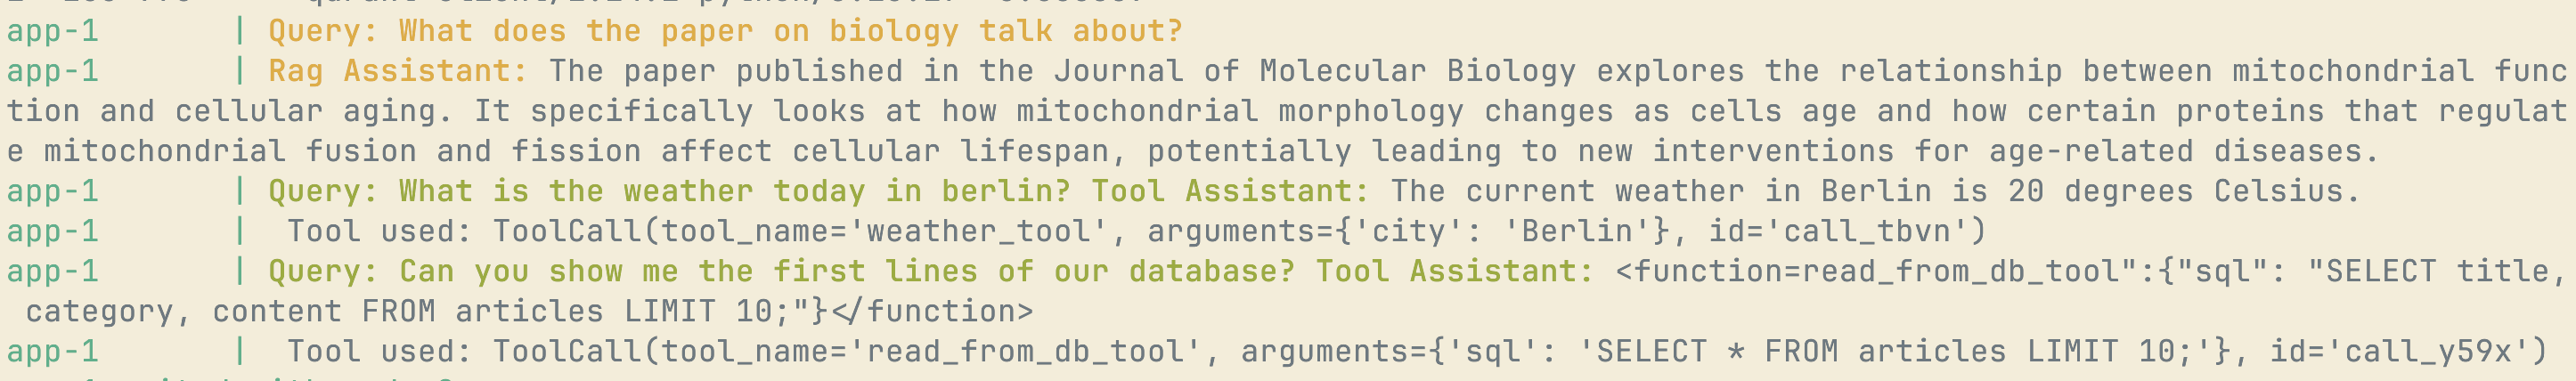 app-1       | Query: What does the paper on biology talk about?
app-1       | Rag Assistant: The paper published in the Journal of Molecular Biology explores the relationship between mitochondrial func
tion and cellular aging. It specifically looks at how mitochondrial morphology changes as cells age and how certain proteins that regulat
e mitochondrial fusion and fission affect cellular lifespan, potentially leading to new interventions for age-related diseases.
app-1       | Query: What is the weather today in berlin? Tool Assistant: The current weather in Berlin is 20 degrees Celsius.
app-1       |  Tool used: ToolCall(tool_name='weather_tool', arguments={'city': 'Berlin'}, id='call_tbvn')
app-1       | Query: Can you show me the first lines of our database? Tool Assistant: <function=read_from_db_tool":{"sql": "SELECT title,
 category, content FROM articles LIMIT 10;"}</function>
app-1       |  Tool used: ToolCall(tool_name='read_from_db_tool', arguments={'sql': 'SELECT * FROM articles LIMIT 10;'}, id='call_y59x')